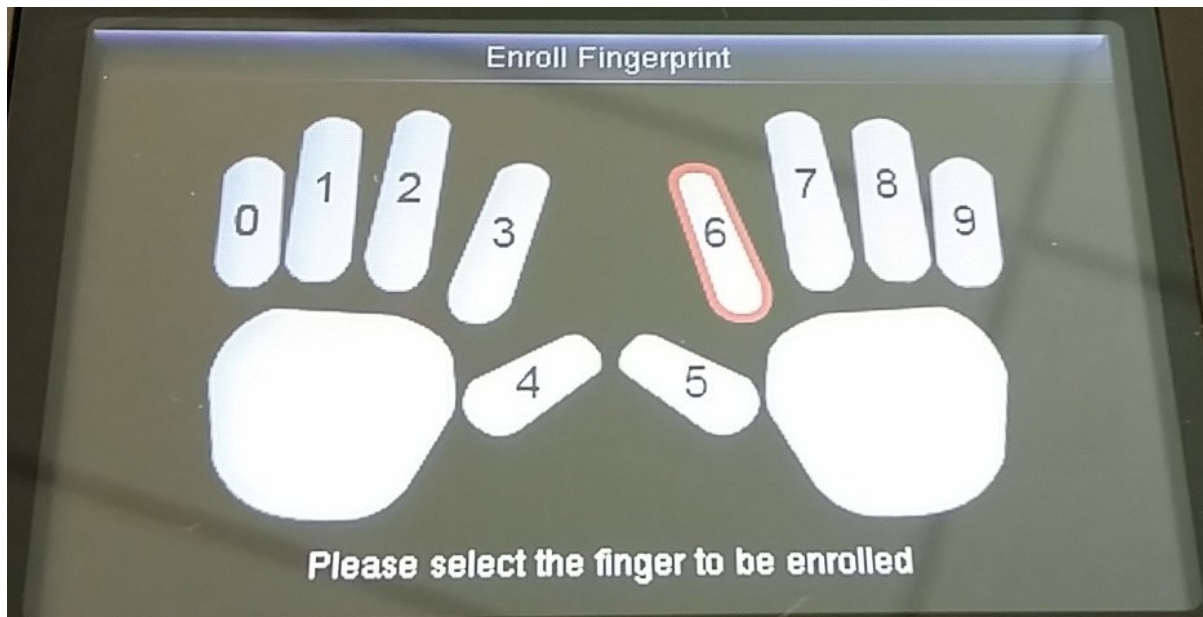 Enroll Fingerprint
0 1 2 3 6 7 8 9
4 5
Please select the finger to be enrolled